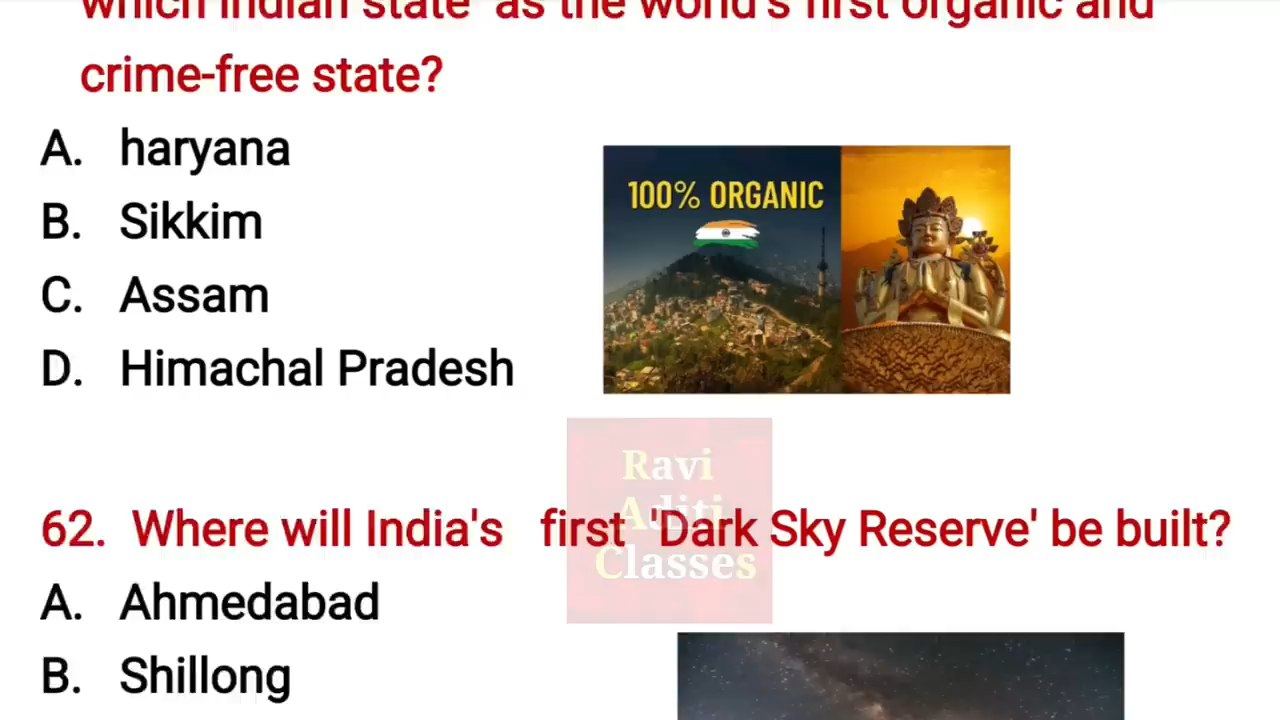 which Indian state as the world's first organic and
crime-free state?
A. haryana
B. Sikkim
C. Assam
D. Himachal Pradesh
100% ORGANIC
Ravi
Aditi
Classes
62. Where will India's first 'Dark Sky Reserve' be built?
A. Ahmedabad
B. Shillong